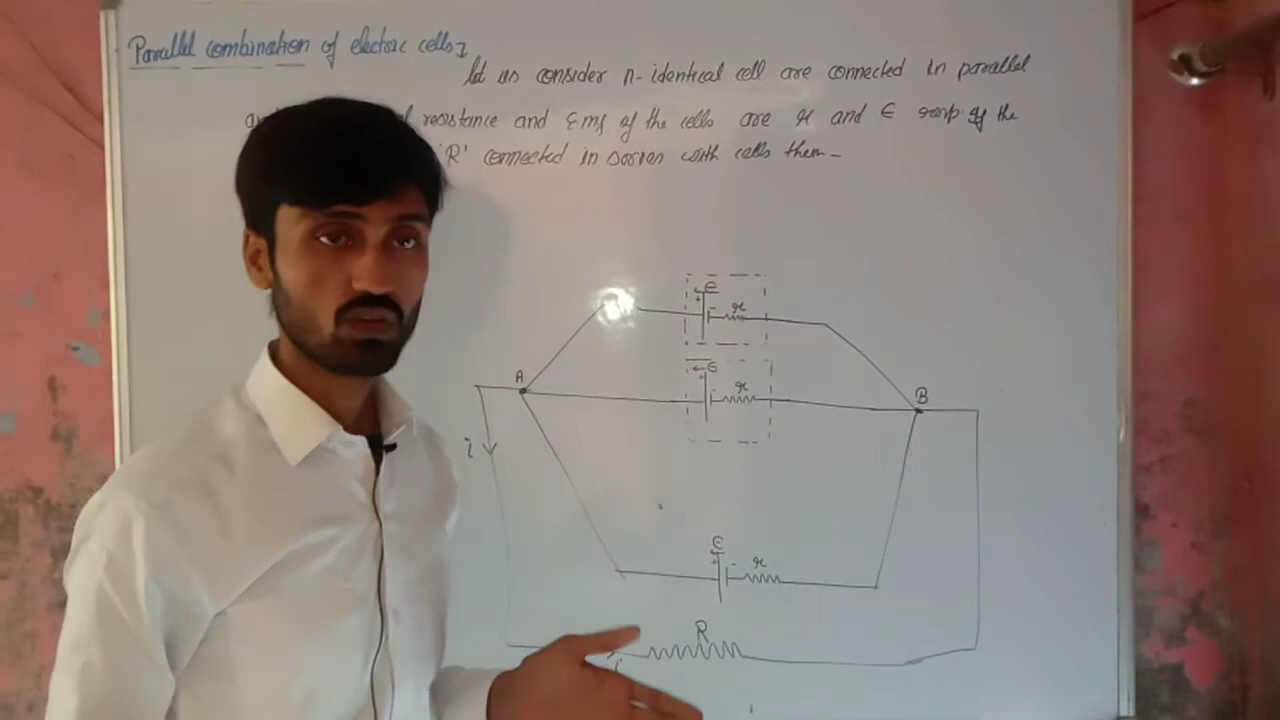 Parallel combination of electric cells
let us consider n-identical cell are connected in parallel
resistance and Emf of the cells are r and E resp. of the
'R' connected in series with cells then -
E
r
E
r
A
B
i
E
r
R